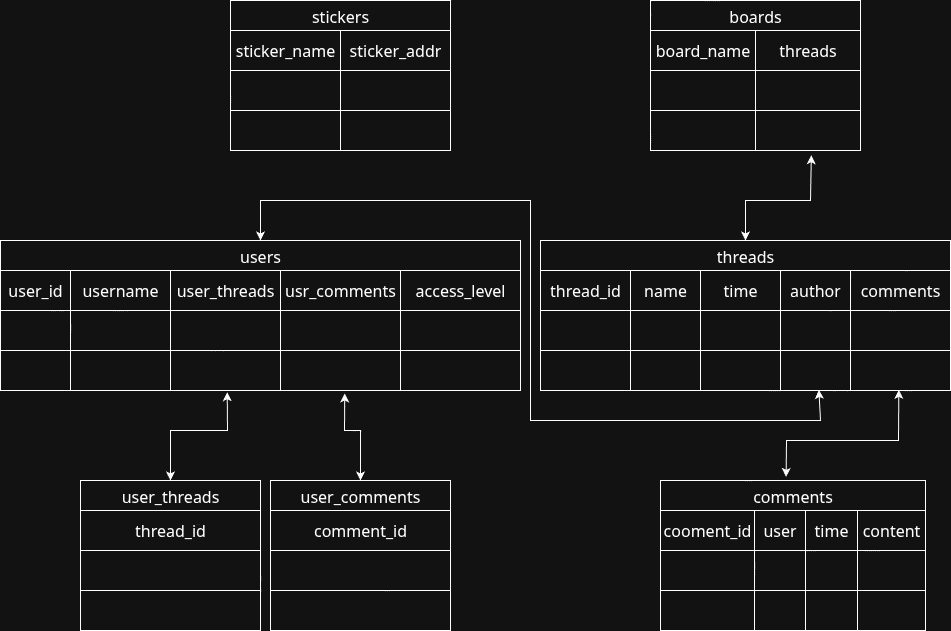 stickers
sticker_name sticker_addr
boards
board_name threads
users
user_id username user_threads usr_comments access_level
threads
thread_id name time author comments
user_threads
thread_id
user_comments
comment_id
comments
cooment_id user time content